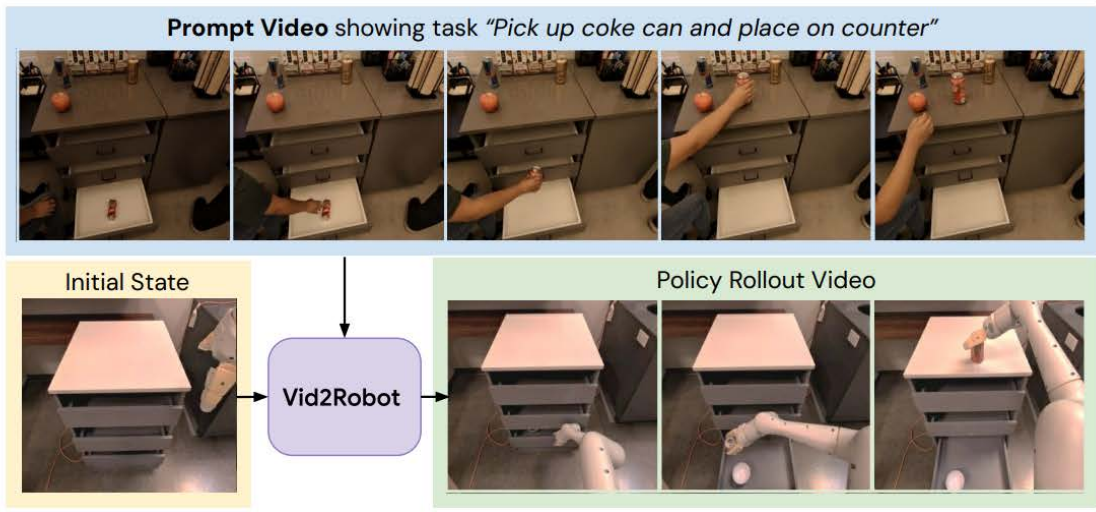 Prompt Video showing task "Pick up coke can and place on counter"
Initial State
Policy Rollout Video
Vid2Robot